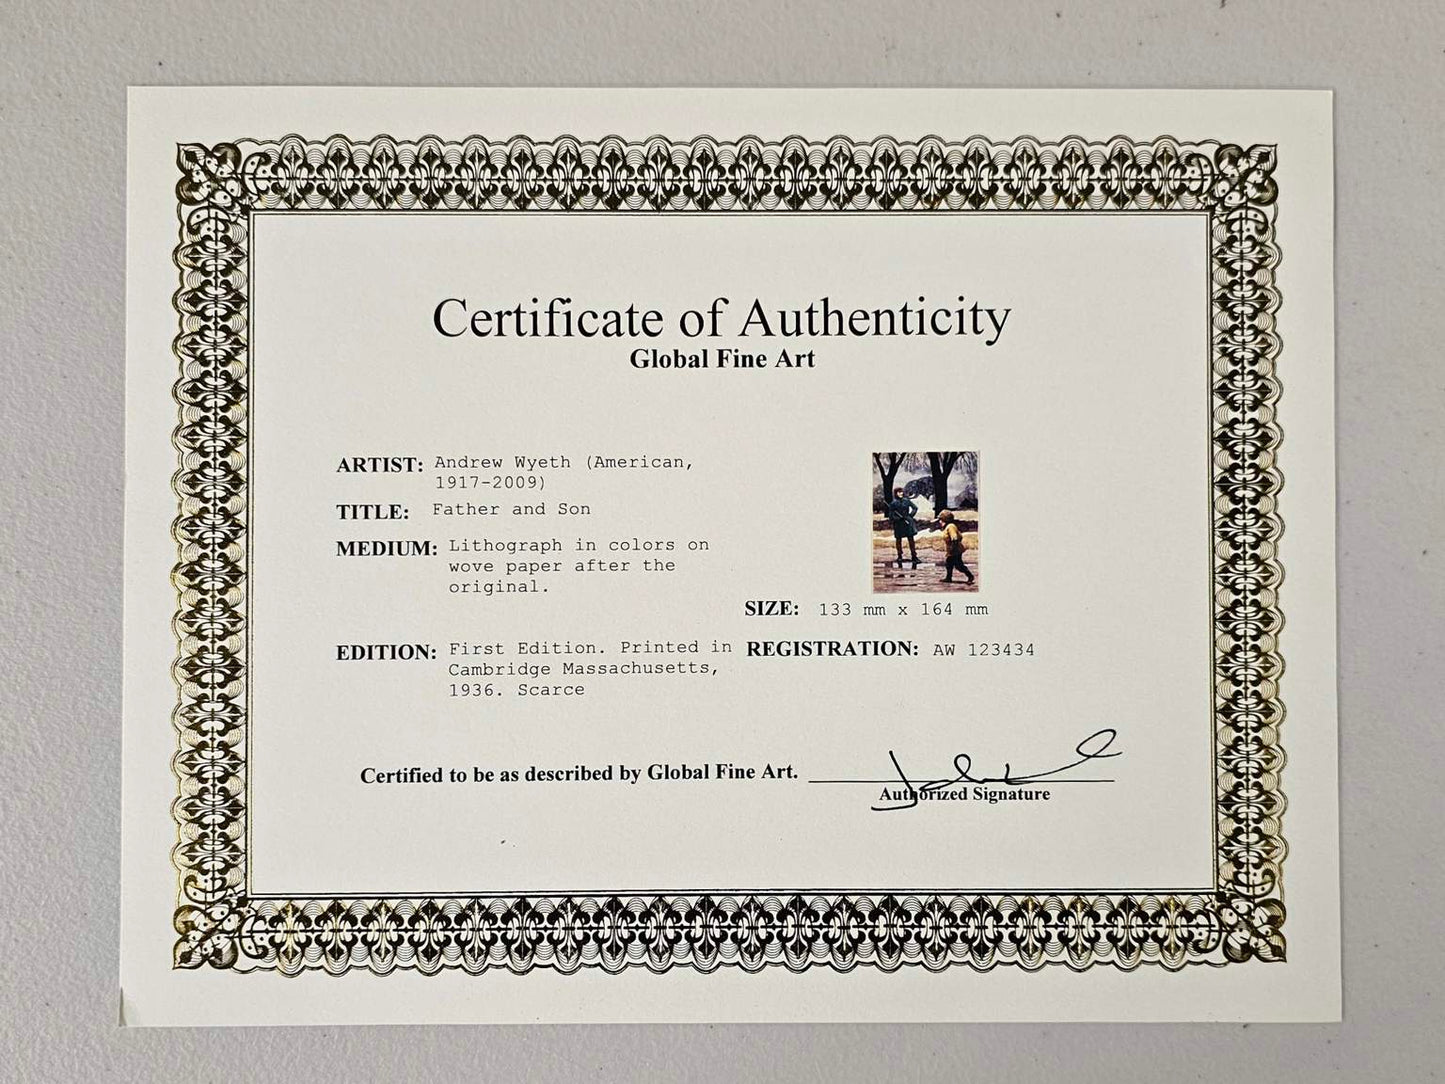 Certificate of Authenticity
Global Fine Art
ARTIST: Andrew Wyeth (American,
1917-2009)
TITLE: Father and Son
MEDIUM: Lithograph in colors on
wove paper after the
original.
SIZE: 133 mm x 164 mm
EDITION: First Edition. Printed in
Cambridge Massachusetts,
1936. Scarce
REGISTRATION: AW 123434
Certified to be as described by Global Fine Art.
Authorized Signature